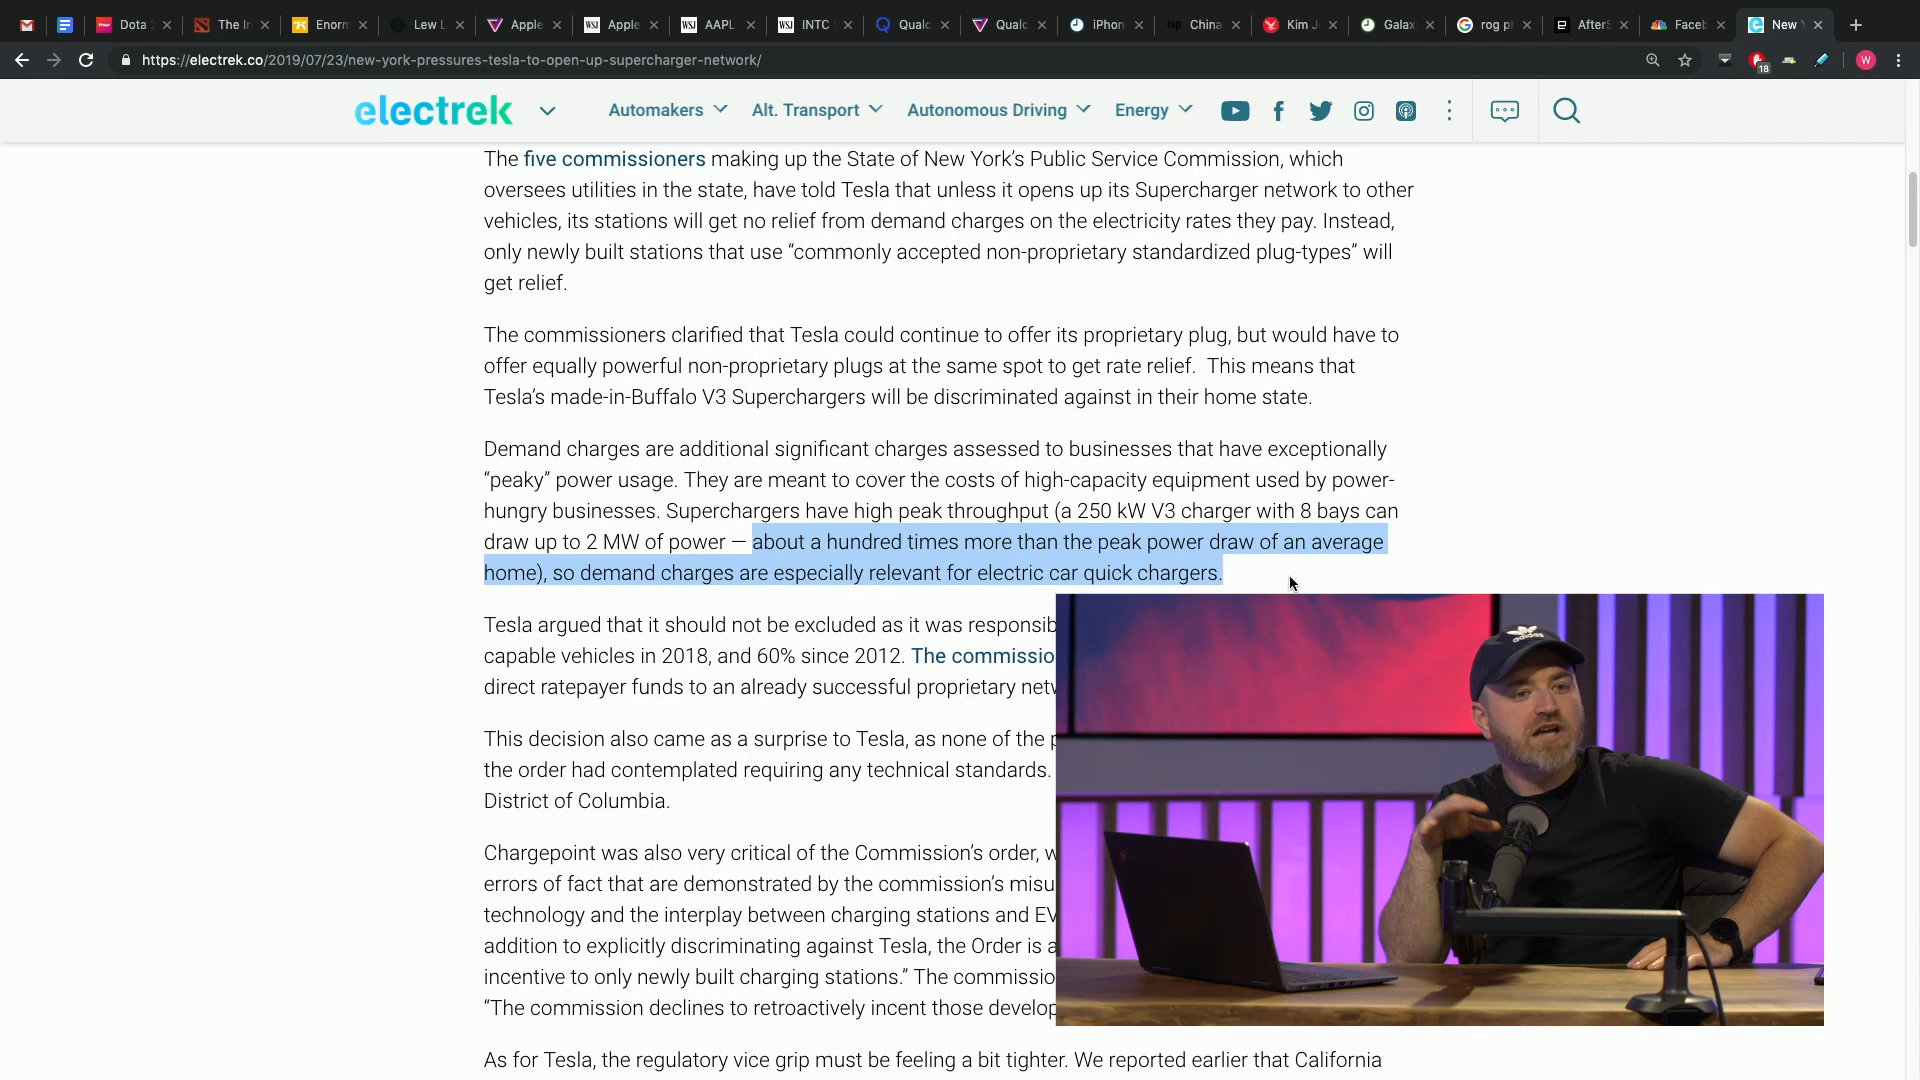 Dota
The I
Enorm
Lew L
Apple
WSJ Apple
WSJ AAPL
WSJ INTC
Qualc
Qualc
iPhon
China
Kim J
Galax
rog p
After
Faceb
New
https://electrek.co/2019/07/23/new-york-pressures-tesla-to-open-up-supercharger-network/
18
W
electrek
Automakers
Alt. Transport
Autonomous Driving
Energy
The five commissioners making up the State of New York’s Public Service Commission, which
oversees utilities in the state, have told Tesla that unless it opens up its Supercharger network to other
vehicles, its stations will get no relief from demand charges on the electricity rates they pay. Instead,
only newly built stations that use “commonly accepted non-proprietary standardized plug-types” will
get relief.
The commissioners clarified that Tesla could continue to offer its proprietary plug, but would have to
offer equally powerful non-proprietary plugs at the same spot to get rate relief. This means that
Tesla’s made-in-Buffalo V3 Superchargers will be discriminated against in their home state.
Demand charges are additional significant charges assessed to businesses that have exceptionally
“peaky” power usage. They are meant to cover the costs of high-capacity equipment used by power-
hungry businesses. Superchargers have high peak throughput (a 250 kW V3 charger with 8 bays can
draw up to 2 MW of power — about a hundred times more than the peak power draw of an average
home), so demand charges are especially relevant for electric car quick chargers.
Tesla argued that it should not be excluded as it was responsib
capable vehicles in 2018, and 60% since 2012. The commissio
direct ratepayer funds to an already successful proprietary netw
This decision also came as a surprise to Tesla, as none of the p
the order had contemplated requiring any technical standards.
District of Columbia.
Chargepoint was also very critical of the Commission’s order, w
errors of fact that are demonstrated by the commission’s misu
technology and the interplay between charging stations and EV
addition to explicitly discriminating against Tesla, the Order is a
incentive to only newly built charging stations.” The commissio
“The commission declines to retroactively incent those develop
As for Tesla, the regulatory vice grip must be feeling a bit tighter. We reported earlier that California
adidas